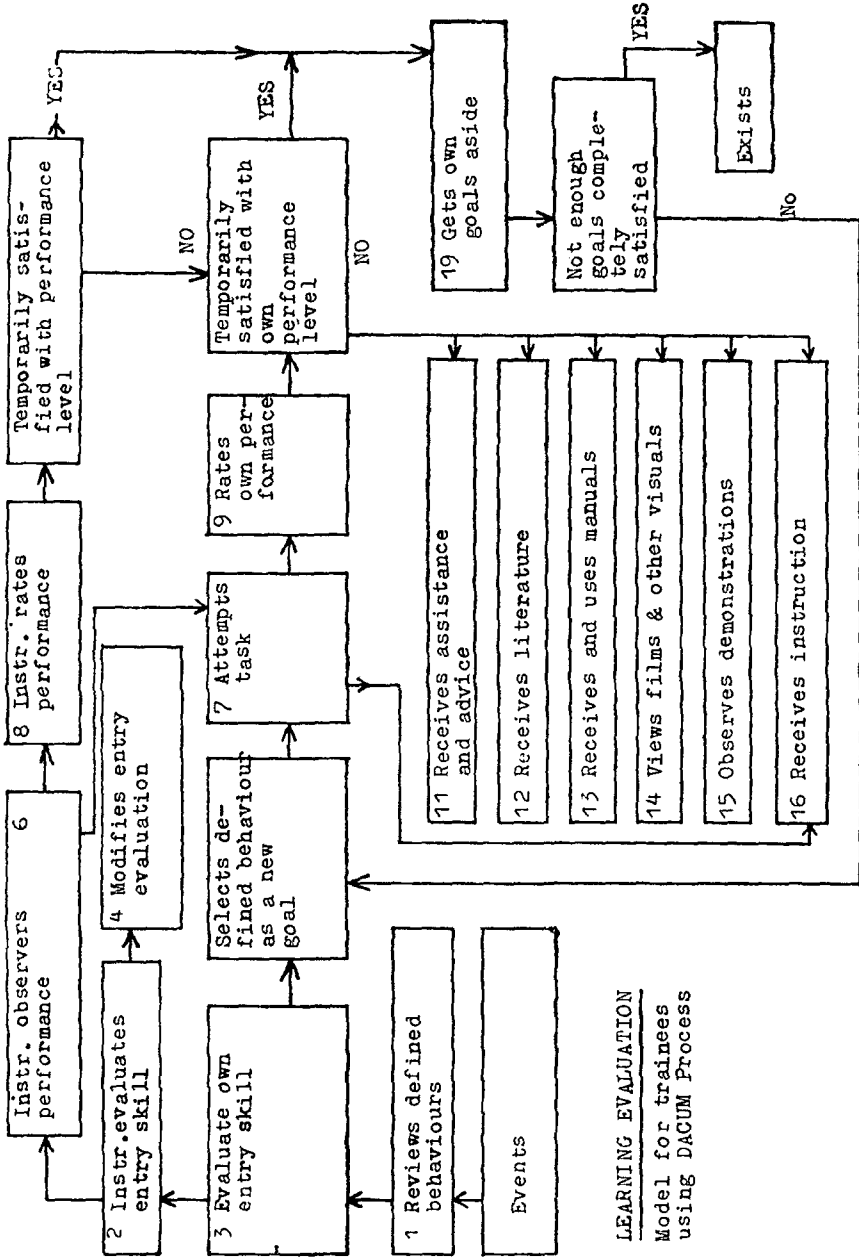 Instr. observers 6
performance
8 Instr. rates
performance
Temporarily satis-
fied with performance
level
YES
NO
2 Instr.evaluates
entry skill
4 Modifies entry
evaluation
3 Evaluate own
entry skill
Selects de-
fined behaviour
as a new
goal
7 Attempts
task
9 Rates
own per-
formance
Temporarily
satisfied with
own
performance
level
YES
NO
1 Reviews defined
behaviours
Events
11 Receives assistance
and advice
12 Receives literature
13 Receives and uses manuals
14 Views films & other visuals
15 Observes demonstrations
16 Receives instruction
19 Gets own
goals aside
Not enough
goals comple-
tely
satisfied
YES
No
Exists
LEARNING EVALUATION
Model for trainees
using DACUM Process